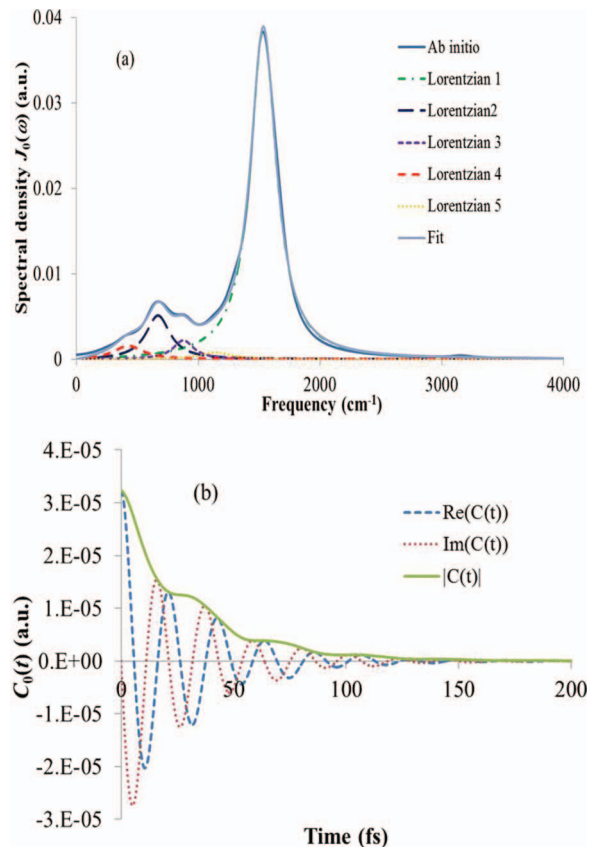 0.04
0.03
0.02
0.01
0
Spectral density J₀(ω) (a.u.)
(a)
Ab initio
Lorentzian 1
Lorentzian2
Lorentzian 3
Lorentzian 4
Lorentzian 5
Fit
0 1000 2000 3000 4000
Frequency (cm⁻¹)
4.E-05
3.E-05
2.E-05
1.E-05
0.E+00
-1.E-05
-2.E-05
-3.E-05
C₀(t) (a.u.)
(b)
Re(C(t))
Im(C(t))
|C(t)|
0 50 100 150 200
Time (fs)